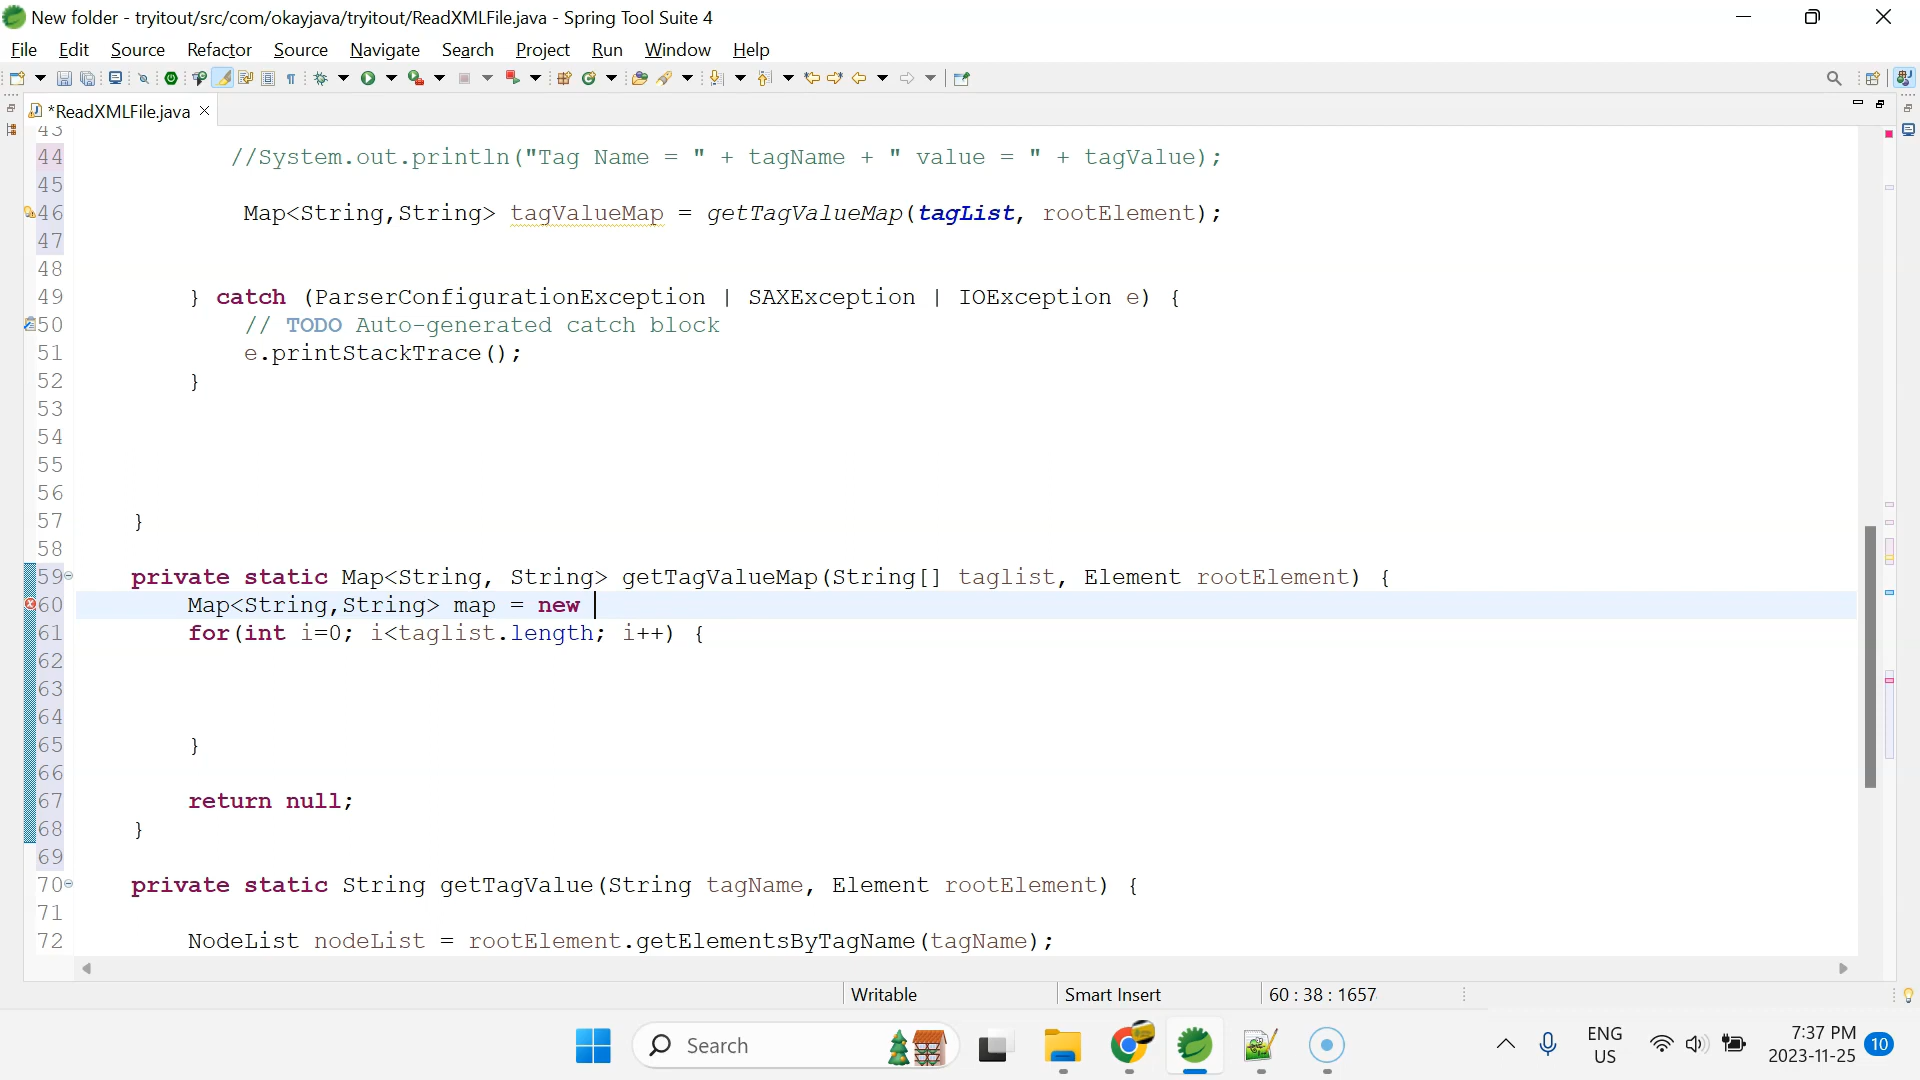 New folder - tryitout/src/com/okayjava/tryitout/ReadXMLFile.java - Spring Tool Suite 4
File Edit Source Refactor Source Navigate Search Project Run Window Help
*ReadXMLFile.java
43
44 //System.out.println("Tag Name = " + tagName + " value = " + tagValue);
45
46 Map<String,String> tagValueMap = getTagValueMap(tagList, rootElement);
47
48
49 } catch (ParserConfigurationException | SAXException | IOException e) {
50 // TODO Auto-generated catch block
51 e.printStackTrace();
52 }
53
54
55
56
57 }
58
59 private static Map<String, String> getTagValueMap(String[] taglist, Element rootElement) {
60 Map<String,String> map = new
61 for(int i=0; i<taglist.length; i++) {
62
63
64
65 }
66
67 return null;
68 }
69
70 private static String getTagValue(String tagName, Element rootElement) {
71
72 NodeList nodeList = rootElement.getElementsByTagName(tagName);
Writable Smart Insert 60 : 38 : 1657
Search
ENG
US
7:37 PM
2023-11-25
10